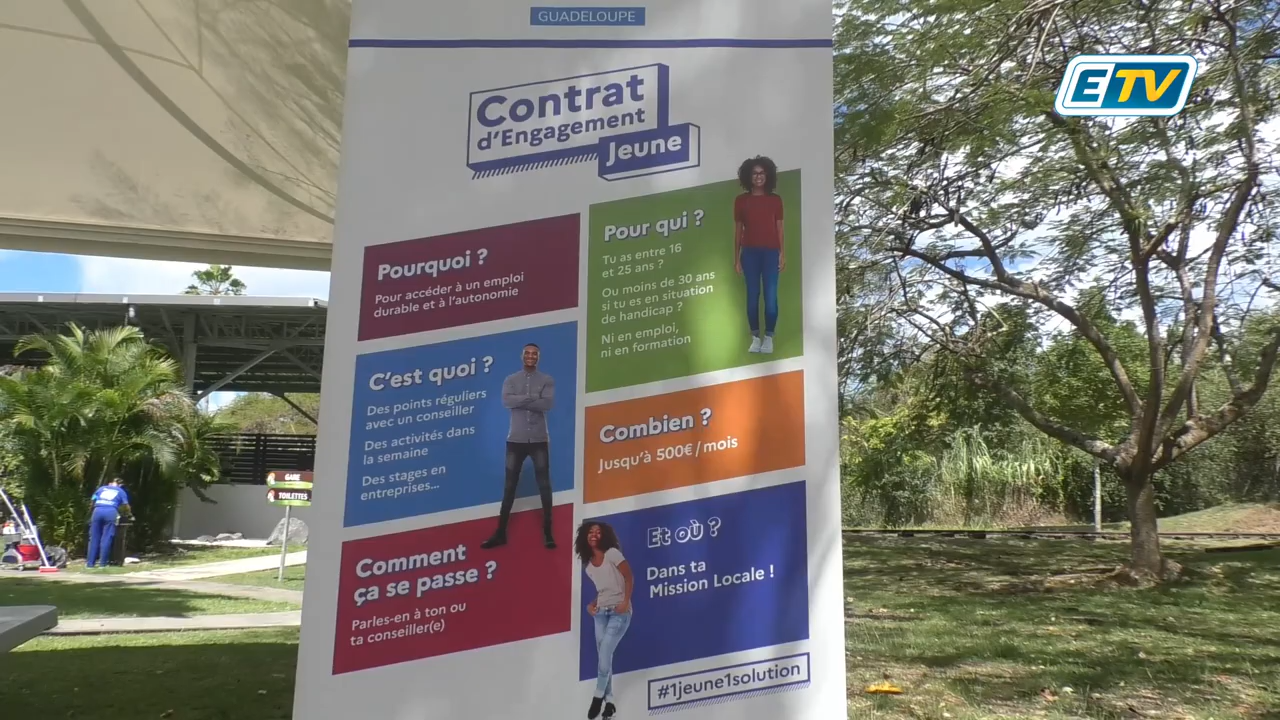 GUADELOUPE
ETV
Contrat
d'Engagement
Jeune
Pourquoi ?
Pour accéder à un emploi
durable et à l'autonomie
Pour qui ?
Tu as entre 16
et 25 ans ?
Ou moins de 30 ans
si tu es en situation
de handicap ?
Ni en emploi,
ni en formation
C'est quoi ?
Des points réguliers
avec un conseiller
Des activités dans
la semaine
Des stages en
entreprises...
Combien ?
Jusqu'à 500€/mois
Comment
ça se passe ?
Parles-en à ton ou
ta conseiller(e)
Et où ?
Dans ta
Mission Locale !
#1jeune1solution
GARE
TOILETTES